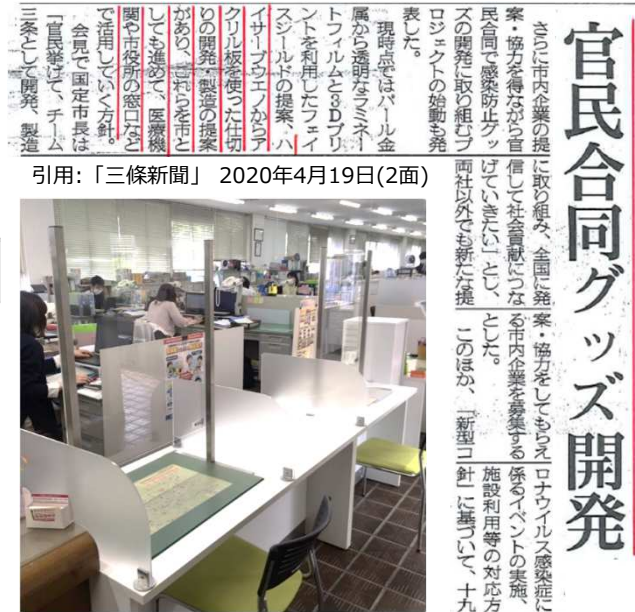 官民合同グッズ開発
さらに市内企業の提
案・協力を得ながら官
民合同で感染防止グッ
ズの開発に取り組むプ
ロジェクトの始動も発
表した。
現時点ではパール金
属から透明なラミネー
トフィルムと3Dプリ
ントを利用したフェイ
スシールドの提案、ハ
イサーブウエノからア
クリル板を使った仕切
りの開発・製造の提案
があり、これらを市と
しても進めて、医療機
関や市役所の窓口など
で活用していく方針。
会見で国定市長は
「官民挙げて、チーム
三条として開発、製造
に取り組み、全国に発
信して社会貢献につな
げていきたい」とし、
両社以外でも新たな提
案・協力をしてもらえ
る市内企業を募集する
とした。
このほか、「新型コ
ロナウイルス感染症に
係るイベントの実施、
施設利用等の対応方
針」に基づいて、十九
引用:「三條新聞」 2020年4月19日(2面)